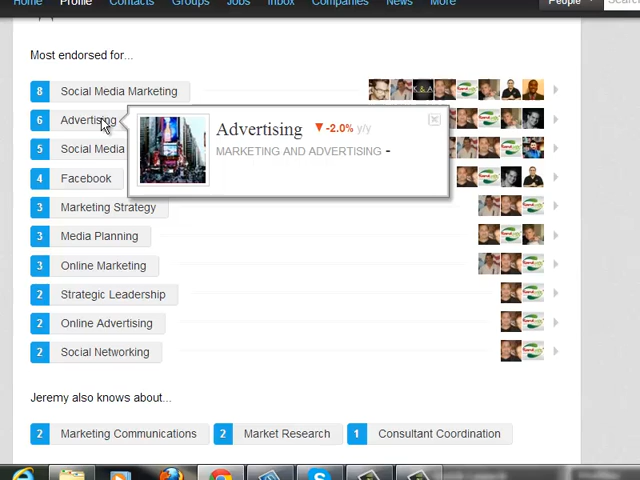 Home Profile Contacts Groups Jobs Inbox Companies News More People Search
Most endorsed for...
8 Social Media Marketing
K & A
6 Advertising
Advertising ▼-2.0% y/y
MARKETING AND ADVERTISING -
5 Social Media
4 Facebook
3 Marketing Strategy
3 Media Planning
3 Online Marketing
2 Strategic Leadership
2 Online Advertising
2 Social Networking
Jeremy also knows about...
2 Marketing Communications 2 Market Research 1 Consultant Coordination